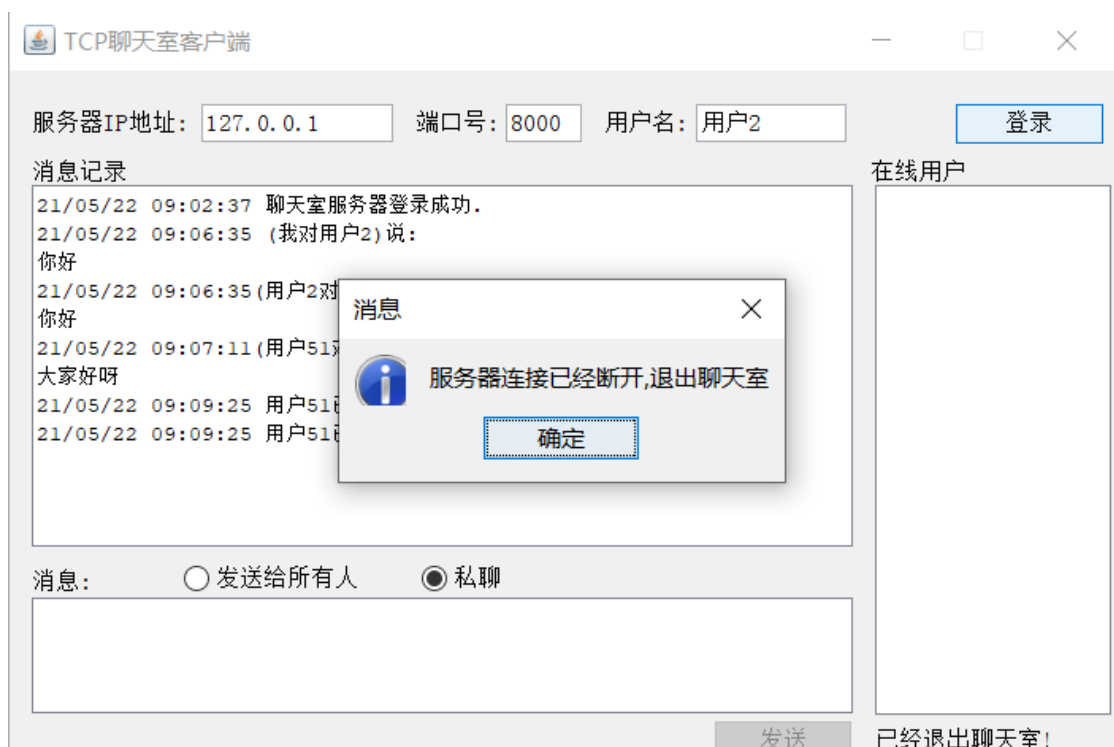 TCP聊天室客户端
服务器IP地址: 127.0.0.1 端口号: 8000 用户名: 用户2 登录
消息记录 在线用户
21/05/22 09:02:37 聊天室服务器登录成功.
21/05/22 09:06:35 (我对用户2)说:
你好
21/05/22 09:06:35(用户2对
你好
21/05/22 09:07:11(用户51
大家好呀
21/05/22 09:09:25 用户51
21/05/22 09:09:25 用户51
消息
服务器连接已经断开,退出聊天室
确定
消息: 发送给所有人 私聊
发送 已经退出聊天室!